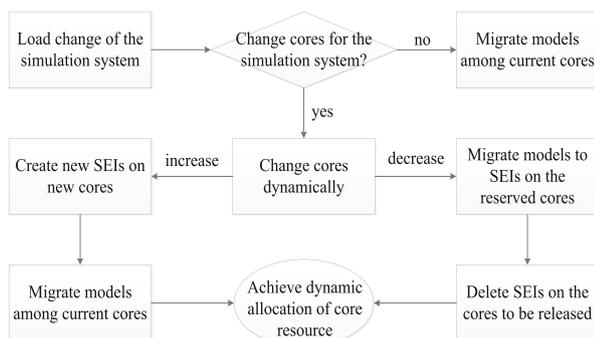 Load change of the
simulation system
Change cores for the
simulation system?
no
Migrate models
among current cores
yes
Create new SEIs on
new cores
increase
Change cores
dynamically
decrease
Migrate models to
SEIs on the
reserved cores
Migrate models
among current cores
Achieve dynamic
allocation of core
resource
Delete SEIs on the
cores to be released